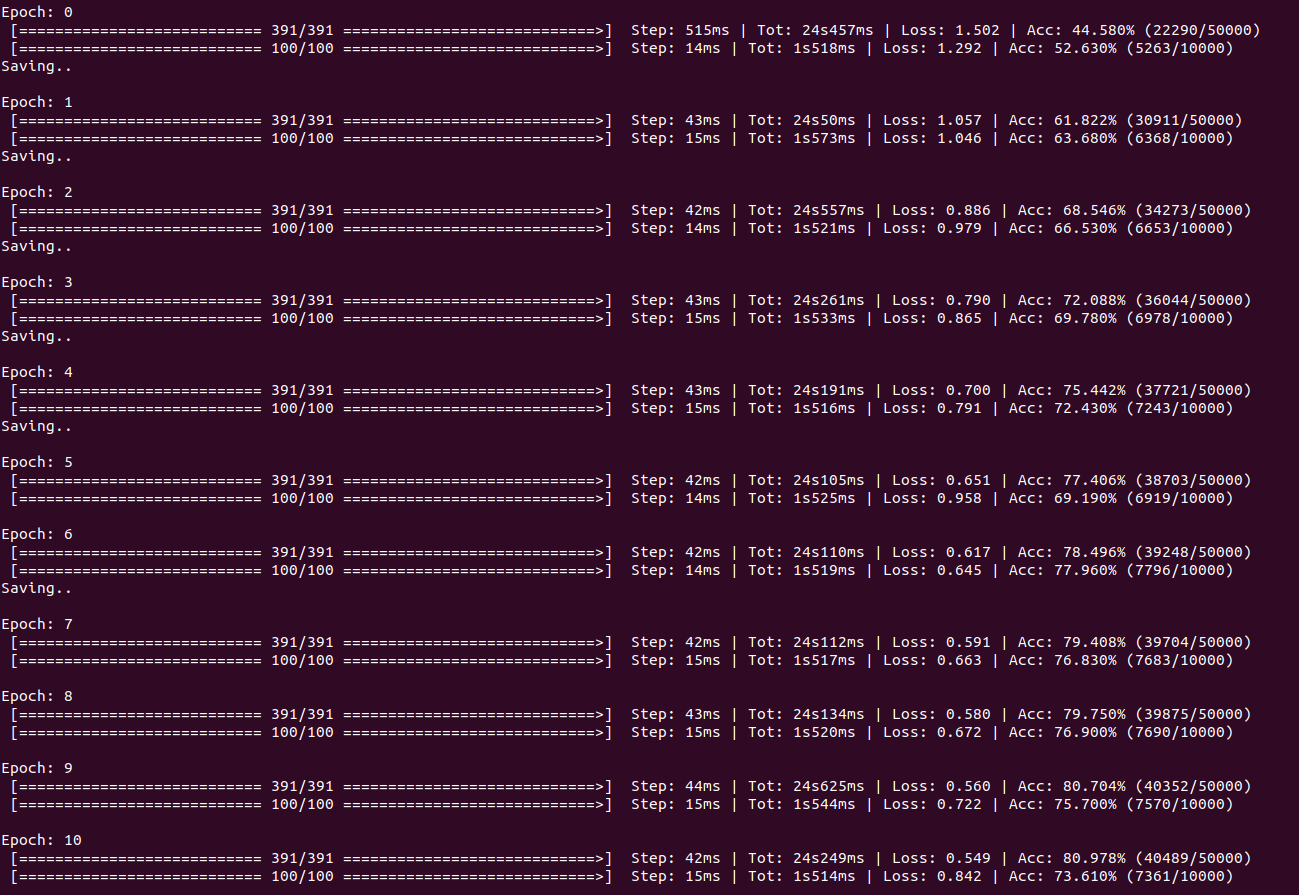 Epoch: 0
[=========================== 391/391 ============================>]  Step: 515ms | Tot: 24s457ms | Loss: 1.502 | Acc: 44.580% (22290/50000)
[=========================== 100/100 ============================>]  Step: 14ms | Tot: 1s518ms | Loss: 1.292 | Acc: 52.630% (5263/10000)
Saving..
Epoch: 1
[=========================== 391/391 ============================>]  Step: 43ms | Tot: 24s50ms | Loss: 1.057 | Acc: 61.822% (30911/50000)
[=========================== 100/100 ============================>]  Step: 15ms | Tot: 1s573ms | Loss: 1.046 | Acc: 63.680% (6368/10000)
Saving..
Epoch: 2
[=========================== 391/391 ============================>]  Step: 42ms | Tot: 24s557ms | Loss: 0.886 | Acc: 68.546% (34273/50000)
[=========================== 100/100 ============================>]  Step: 14ms | Tot: 1s521ms | Loss: 0.979 | Acc: 66.530% (6653/10000)
Saving..
Epoch: 3
[=========================== 391/391 ============================>]  Step: 43ms | Tot: 24s261ms | Loss: 0.790 | Acc: 72.088% (36044/50000)
[=========================== 100/100 ============================>]  Step: 15ms | Tot: 1s533ms | Loss: 0.865 | Acc: 69.780% (6978/10000)
Saving..
Epoch: 4
[=========================== 391/391 ============================>]  Step: 43ms | Tot: 24s191ms | Loss: 0.700 | Acc: 75.442% (37721/50000)
[=========================== 100/100 ============================>]  Step: 15ms | Tot: 1s516ms | Loss: 0.791 | Acc: 72.430% (7243/10000)
Saving..
Epoch: 5
[=========================== 391/391 ============================>]  Step: 42ms | Tot: 24s105ms | Loss: 0.651 | Acc: 77.406% (38703/50000)
[=========================== 100/100 ============================>]  Step: 14ms | Tot: 1s525ms | Loss: 0.958 | Acc: 69.190% (6919/10000)
Epoch: 6
[=========================== 391/391 ============================>]  Step: 42ms | Tot: 24s110ms | Loss: 0.617 | Acc: 78.496% (39248/50000)
[=========================== 100/100 ============================>]  Step: 14ms | Tot: 1s519ms | Loss: 0.645 | Acc: 77.960% (7796/10000)
Saving..
Epoch: 7
[=========================== 391/391 ============================>]  Step: 42ms | Tot: 24s112ms | Loss: 0.591 | Acc: 79.408% (39704/50000)
[=========================== 100/100 ============================>]  Step: 15ms | Tot: 1s517ms | Loss: 0.663 | Acc: 76.830% (7683/10000)
Epoch: 8
[=========================== 391/391 ============================>]  Step: 43ms | Tot: 24s134ms | Loss: 0.580 | Acc: 79.750% (39875/50000)
[=========================== 100/100 ============================>]  Step: 15ms | Tot: 1s520ms | Loss: 0.672 | Acc: 76.900% (7690/10000)
Epoch: 9
[=========================== 391/391 ============================>]  Step: 44ms | Tot: 24s625ms | Loss: 0.560 | Acc: 80.704% (40352/50000)
[=========================== 100/100 ============================>]  Step: 15ms | Tot: 1s544ms | Loss: 0.722 | Acc: 75.700% (7570/10000)
Epoch: 10
[=========================== 391/391 ============================>]  Step: 42ms | Tot: 24s249ms | Loss: 0.549 | Acc: 80.978% (40489/50000)
[=========================== 100/100 ============================>]  Step: 15ms | Tot: 1s514ms | Loss: 0.842 | Acc: 73.610% (7361/10000)